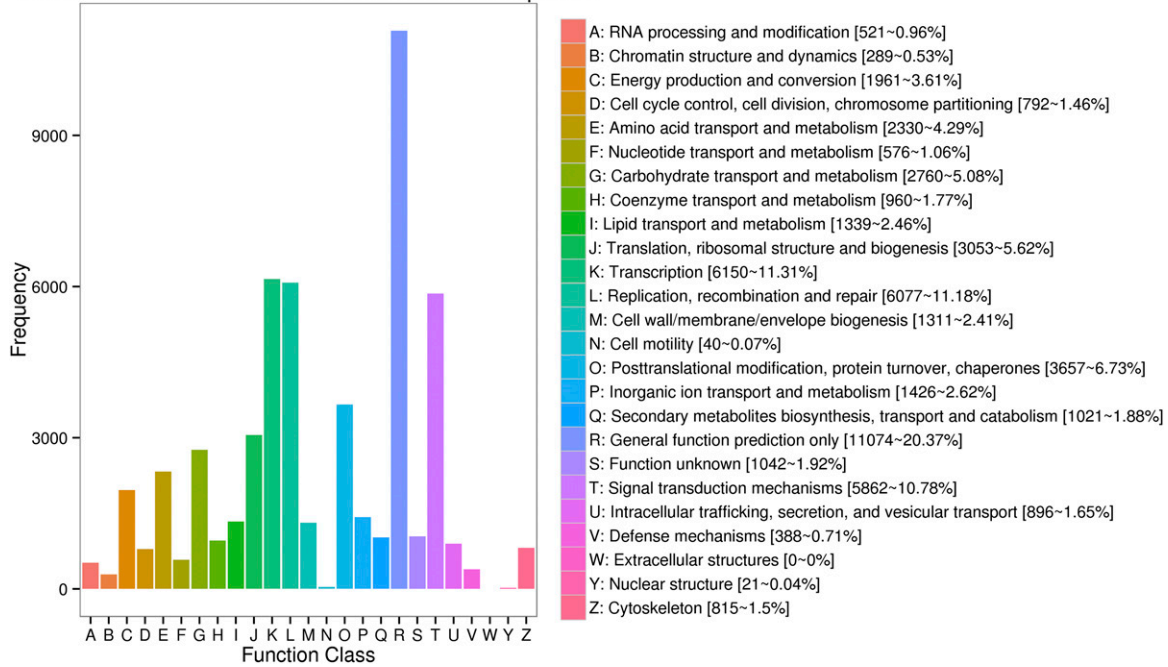 9000
6000
3000
0
Frequency
A B C D E F G H I J K L M N O P Q R S T U V W Y Z
Function Class
A: RNA processing and modification [521~0.96%]
B: Chromatin structure and dynamics [289~0.53%]
C: Energy production and conversion [1961~3.61%]
D: Cell cycle control, cell division, chromosome partitioning [792~1.46%]
E: Amino acid transport and metabolism [2330~4.29%]
F: Nucleotide transport and metabolism [576~1.06%]
G: Carbohydrate transport and metabolism [2760~5.08%]
H: Coenzyme transport and metabolism [960~1.77%]
I: Lipid transport and metabolism [1339~2.46%]
J: Translation, ribosomal structure and biogenesis [3053~5.62%]
K: Transcription [6150~11.31%]
L: Replication, recombination and repair [6077~11.18%]
M: Cell wall/membrane/envelope biogenesis [1311~2.41%]
N: Cell motility [40~0.07%]
O: Posttranslational modification, protein turnover, chaperones [3657~6.73%]
P: Inorganic ion transport and metabolism [1426~2.62%]
Q: Secondary metabolites biosynthesis, transport and catabolism [1021~1.88%]
R: General function prediction only [11074~20.37%]
S: Function unknown [1042~1.92%]
T: Signal transduction mechanisms [5862~10.78%]
U: Intracellular trafficking, secretion, and vesicular transport [896~1.65%]
V: Defense mechanisms [388~0.71%]
W: Extracellular structures [0~0%]
Y: Nuclear structure [21~0.04%]
Z: Cytoskeleton [815~1.5%]